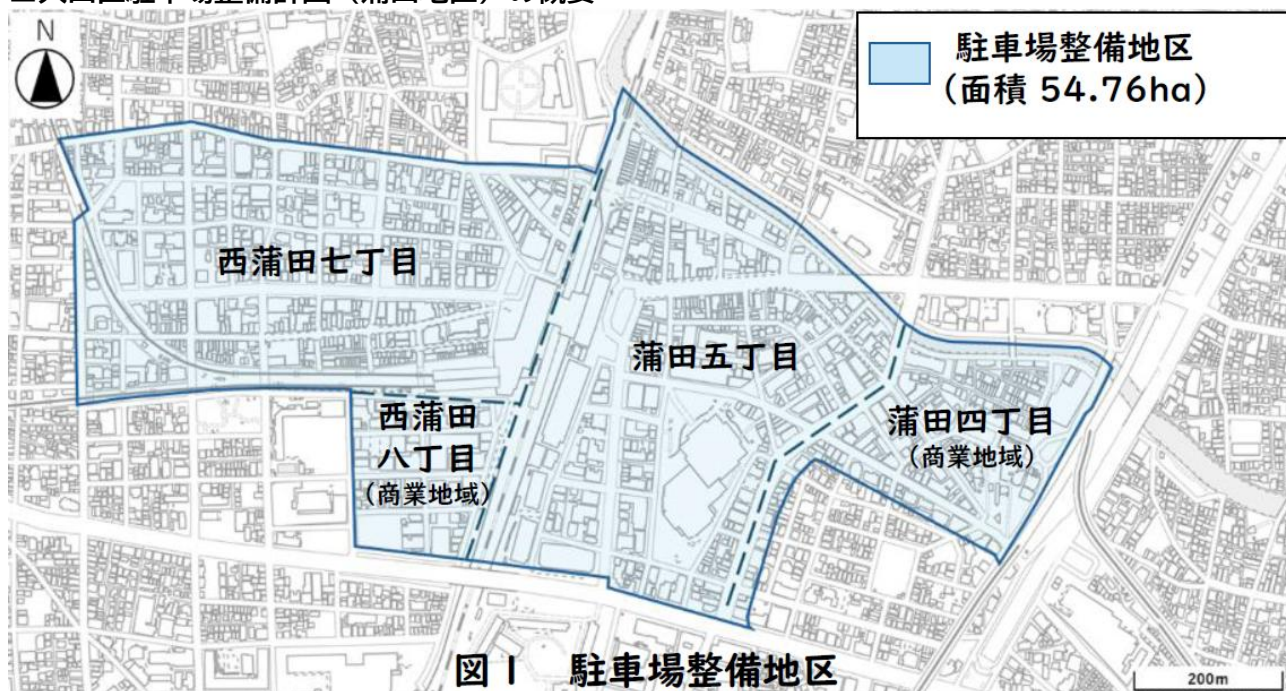 N
駐車場整備地区
(面積 54.76ha)
西蒲田七丁目
蒲田五丁目
西蒲田
八丁目
(商業地域)
蒲田四丁目
(商業地域)
図1 駐車場整備地区
200m